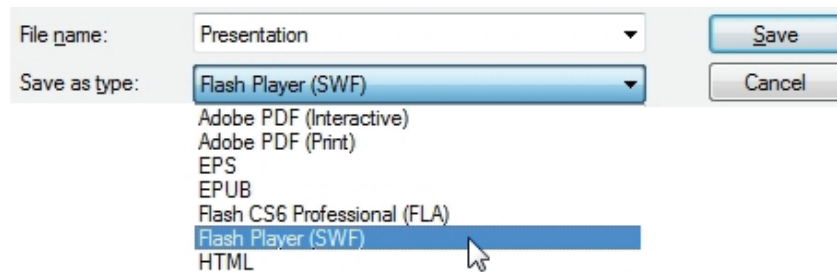 File name: Presentation Save
Save as type: Flash Player (SWF) Cancel
Adobe PDF (Interactive)
Adobe PDF (Print)
EPS
EPUB
Flash CS6 Professional (FLA)
Flash Player (SWF)
HTML